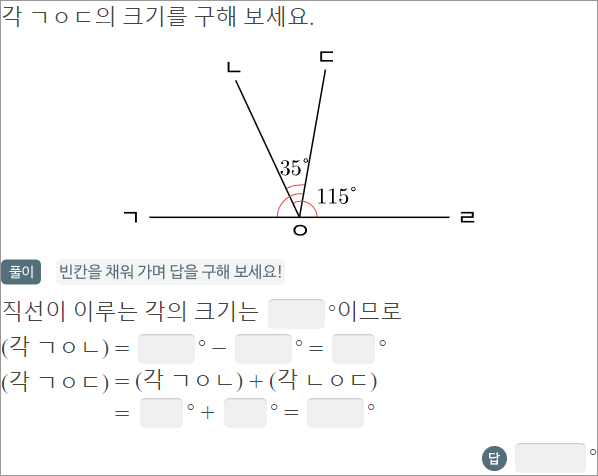 각 ㄱㅇㄷ의 크기를 구해 보세요.
ㄴ ㄷ
35°
115°
ㄱ ㅇ ㄹ
풀이 빈칸을 채워 가며 답을 구해 보세요!
직선이 이루는 각의 크기는 °이므로
(각 ㄱㅇㄴ) = ° − ° = °
(각 ㄱㅇㄷ) = (각 ㄱㅇㄴ) + (각 ㄴㅇㄷ)
= ° + ° = °
답 °